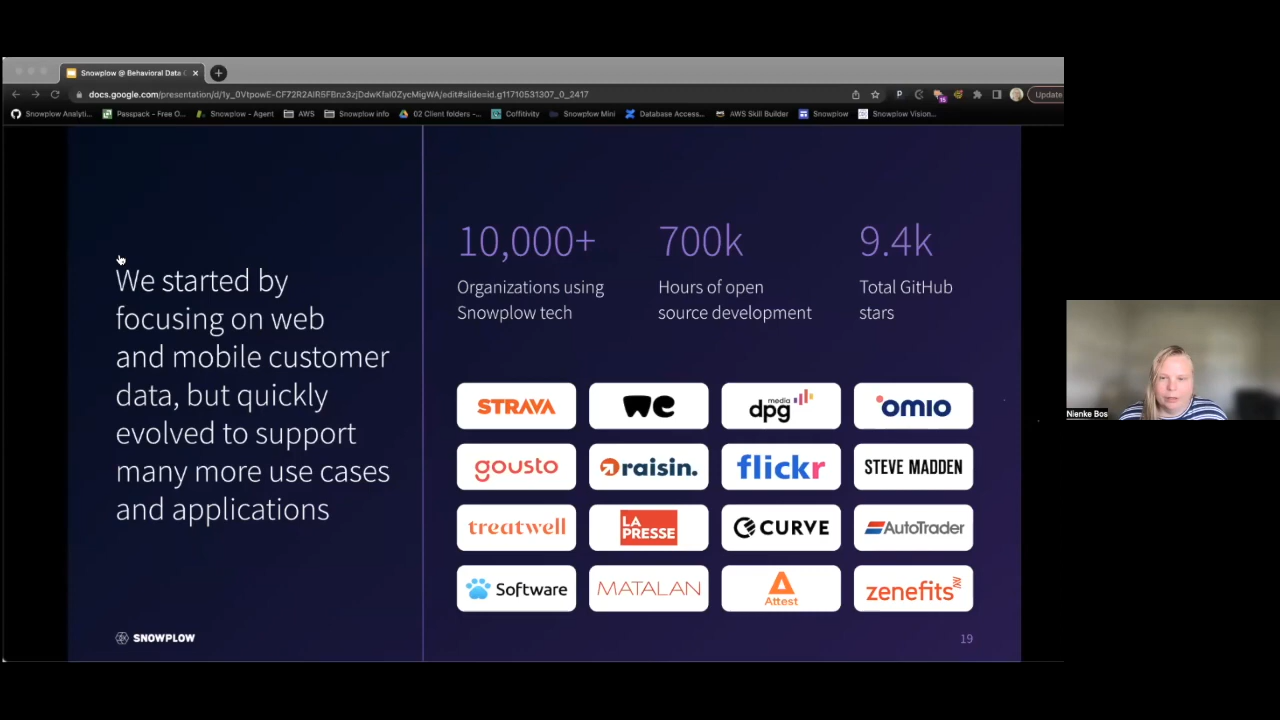 Snowplow @ Behavioral Data
docs.google.com/presentation/d/1y_0VtpowE-CF72R2AlR5FBnz3zjDdwKfal0ZycMigWA/edit#slide=id.g11710531307_0_2417
Update
Snowplow Analyti... Passpack - Free O... Snowplow - Agent AWS Snowplow info 02 Client folders -... Coffitivity Snowplow Mini Database Access... AWS Skill Builder Snowplow Snowplow Vision...
We started by
focusing on web
and mobile customer
data, but quickly
evolved to support
many more use cases
and applications
10,000+
Organizations using
Snowplow tech
700k
Hours of open
source development
9.4k
Total GitHub
stars
STRAVA
we
dpg media
OMIO
gousto
raisin.
flickr
STEVE MADDEN
treatwell
LA
PRESSE
CURVE
AutoTrader
Software
MATALAN
Attest
zenefits
SNOWPLOW
19
Nienke Bos